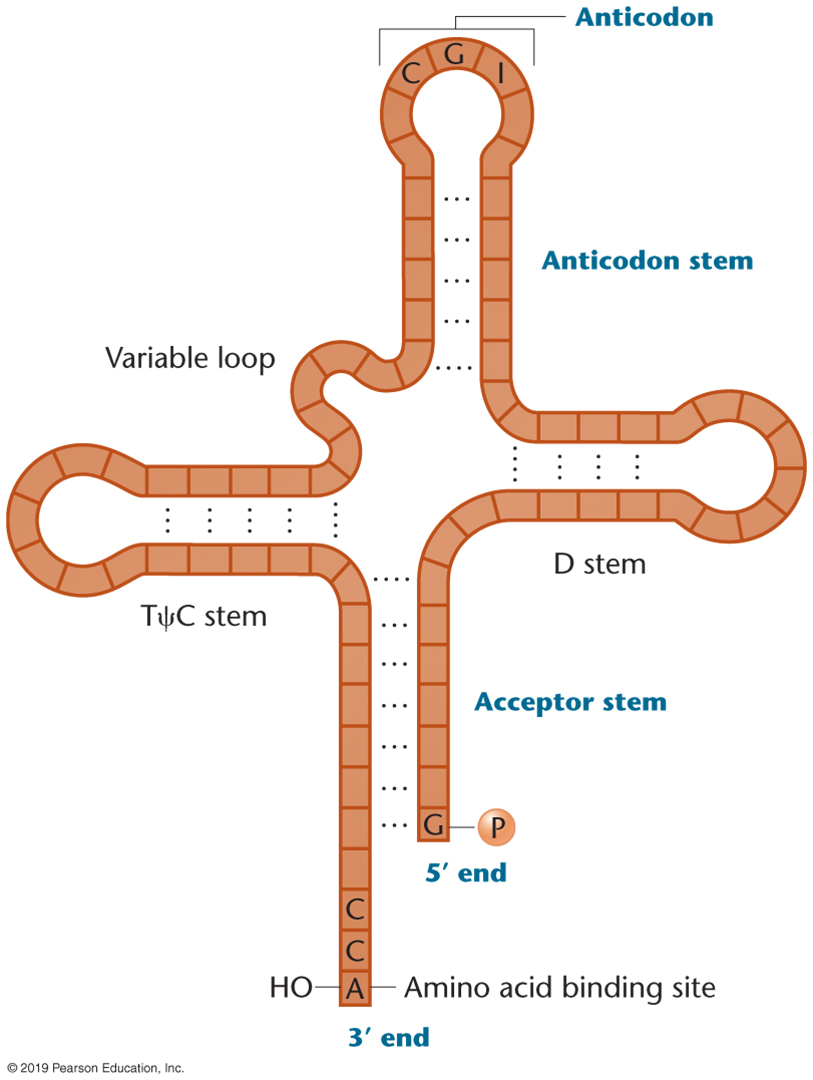 Anticodon
C G I
Anticodon stem
Variable loop
D stem
TψC stem
Acceptor stem
G P
5′ end
C
C
HO A Amino acid binding site
3′ end
© 2019 Pearson Education, Inc.